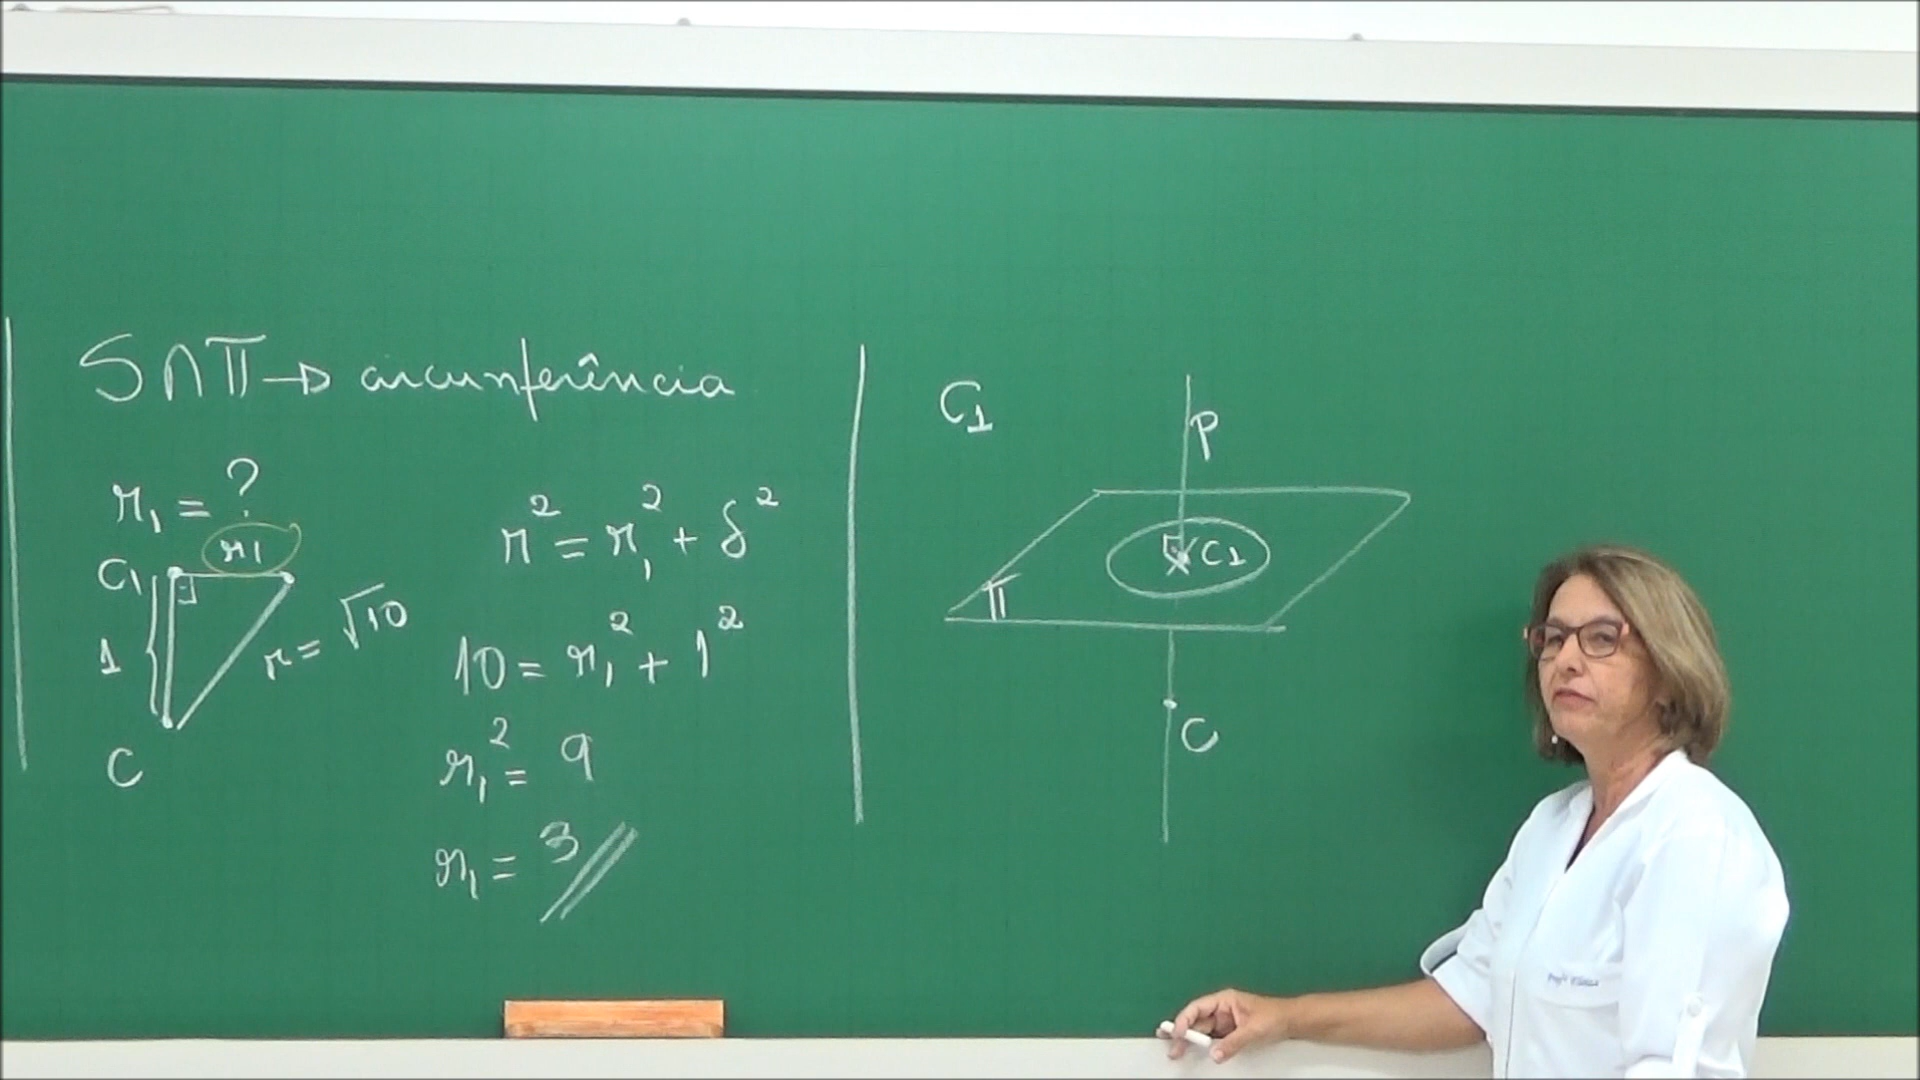 S∩π → circunferência
r₁ = ?
r₁
C₁
1
r = √10
C
r² = r₁² + δ²
10 = r₁² + 1²
r₁² = 9
r₁ = 3
C₁
p
C₁
π
C